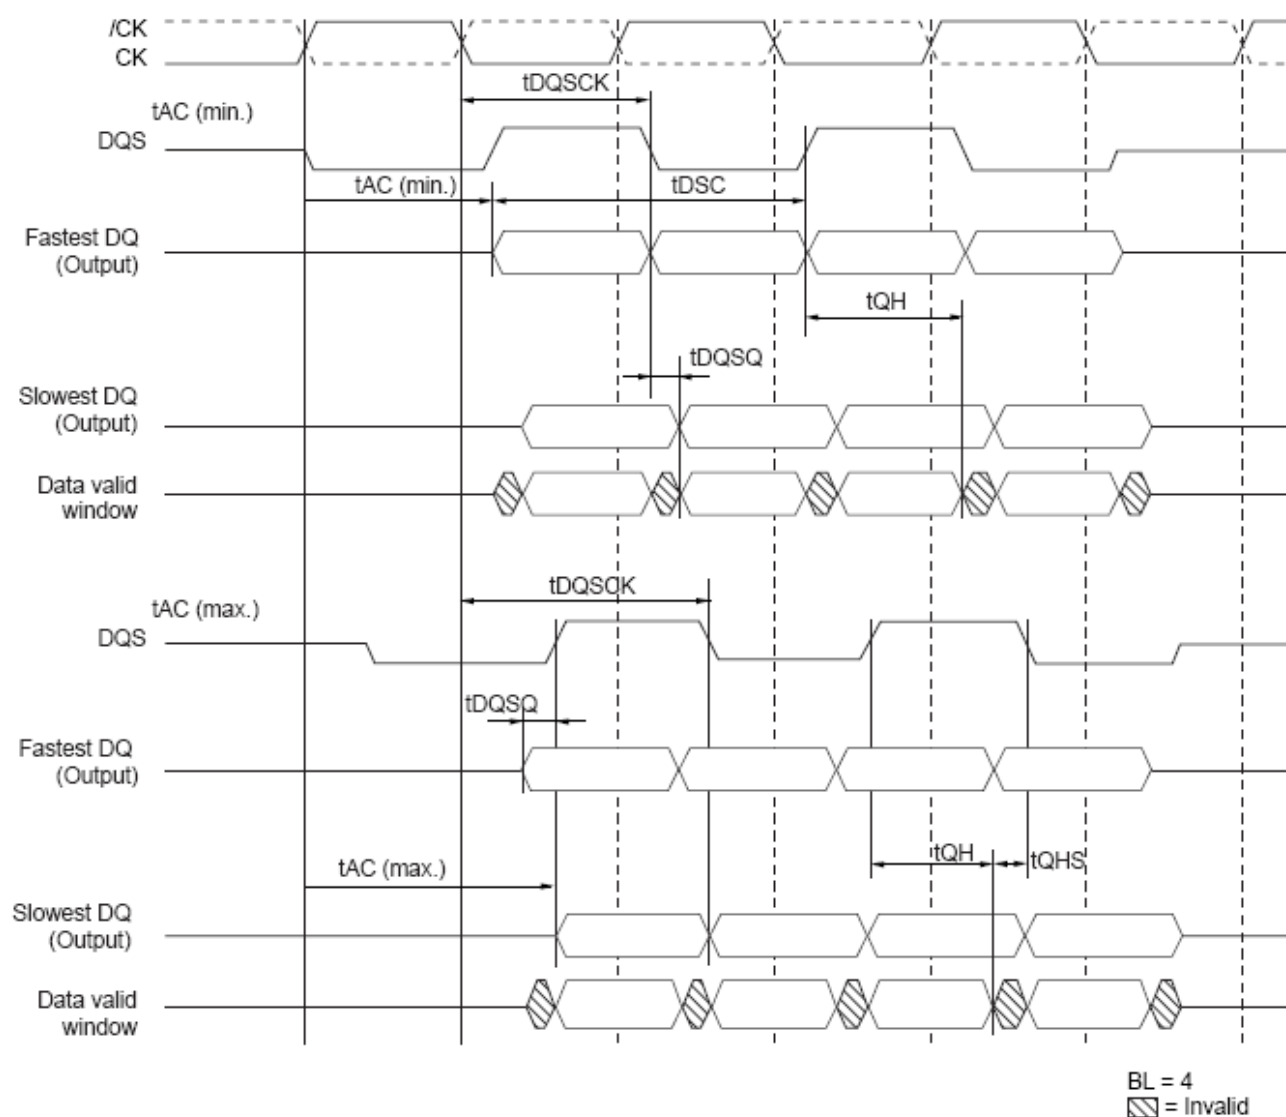 /CK
CK
tDQSCK
tAC (min.)
DQS
tAC (min.)
tDSC
Fastest DQ
(Output)
tQH
tDQSQ
Slowest DQ
(Output)
Data valid
window
tDQSCK
tAC (max.)
DQS
tDQSQ
Fastest DQ
(Output)
tQH
tQHS
tAC (max.)
Slowest DQ
(Output)
Data valid
window
BL = 4
= Invalid